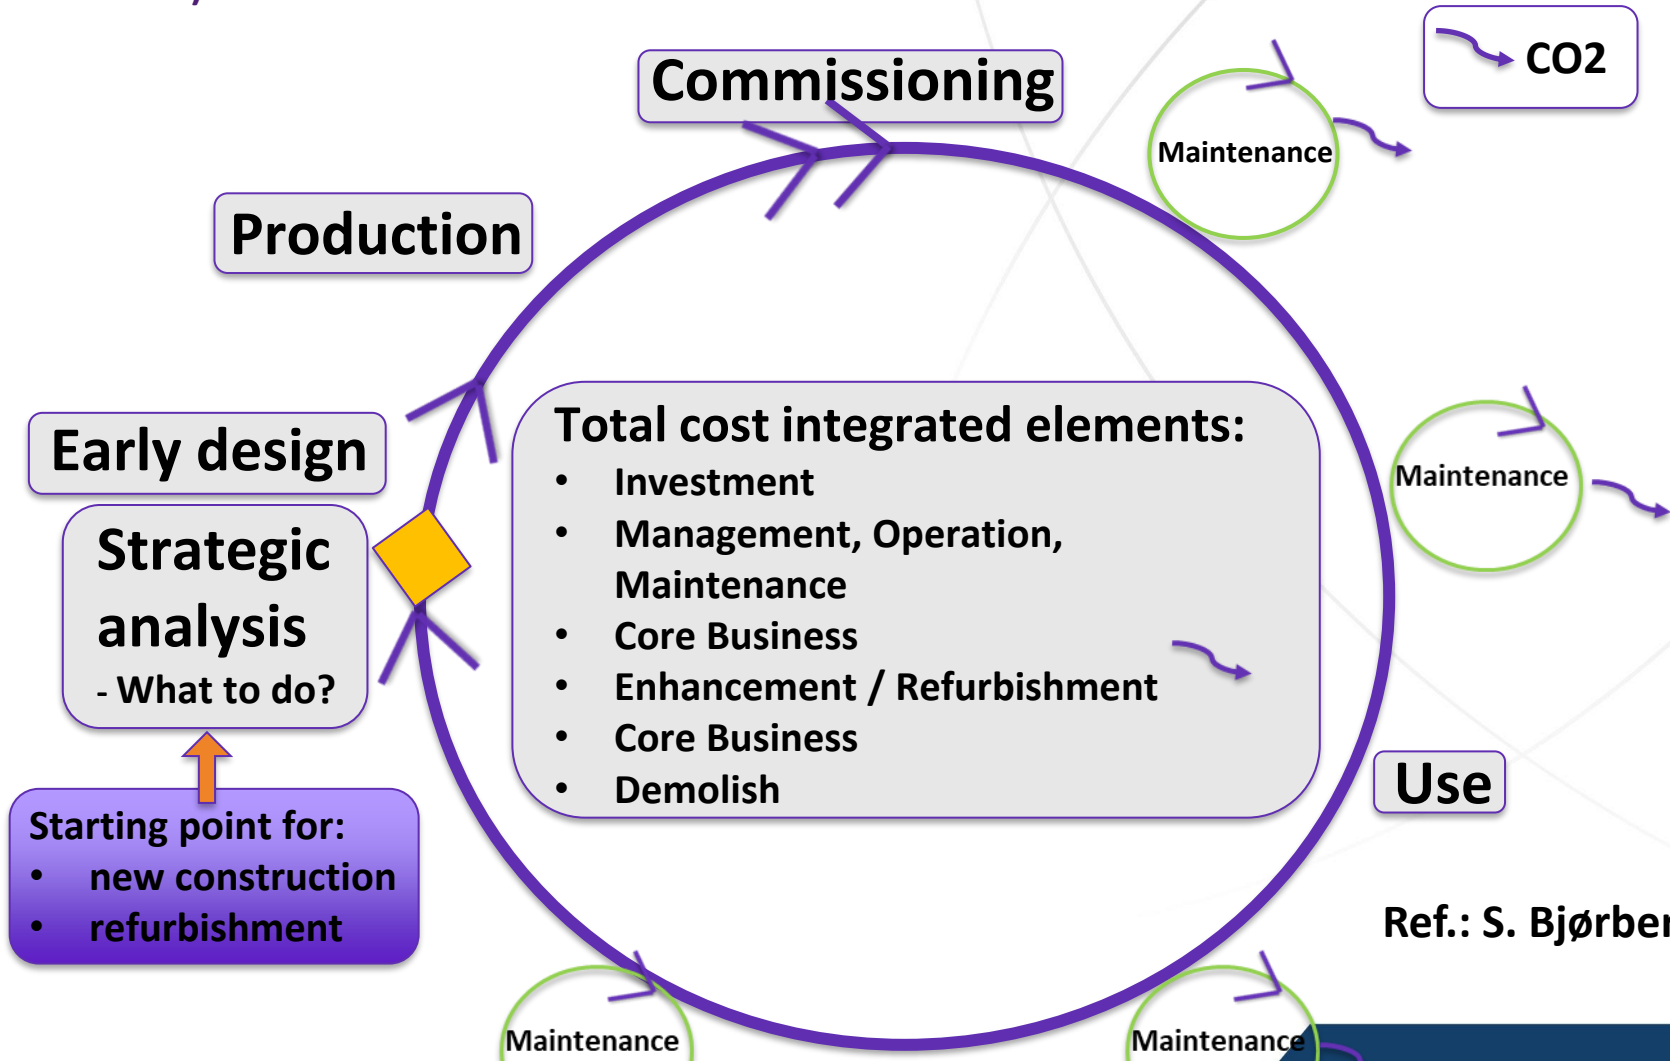 CO2
Commissioning
Maintenance
Production
Early design
Strategic
analysis
- What to do?
Total cost integrated elements:
• Investment
• Management, Operation,
Maintenance
• Core Business
• Enhancement / Refurbishment
• Core Business
• Demolish
Maintenance
Use
Starting point for:
• new construction
• refurbishment
Ref.: S.
Maintenance
Maintenance